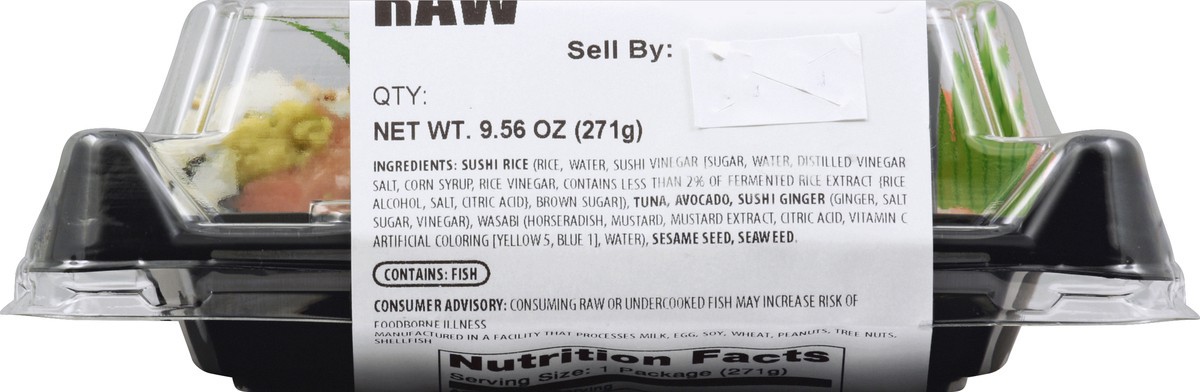 RAW
Sell By:
QTY:
NET WT. 9.56 OZ (271g)
INGREDIENTS: SUSHI RICE (RICE, WATER, SUSHI VINEGAR [SUGAR, WATER, DISTILLED VINEGAR
SALT, CORN SYRUP, RICE VINEGAR, CONTAINS LESS THAN 2% OF FERMENTED RICE EXTRACT {RICE
ALCOHOL, SALT, CITRIC ACID}, BROWN SUGAR]), TUNA, AVOCADO, SUSHI GINGER (GINGER, SALT
SUGAR, VINEGAR), WASABI (HORSERADISH, MUSTARD, MUSTARD EXTRACT, CITRIC ACID, VITAMIN C
ARTIFICIAL COLORING [YELLOW 5, BLUE 1], WATER), SESAME SEED, SEAWEED.
CONTAINS: FISH
CONSUMER ADVISORY: CONSUMING RAW OR UNDERCOOKED FISH MAY INCREASE RISK OF
FOODBORNE ILLNESS
MANUFACTURED IN A FACILITY THAT PROCESSES MILK, EGG, SOY, WHEAT, PEANUTS, TREE NUTS,
SHELLFISH
Nutrition Facts
Serving Size: 1 Package (271g)